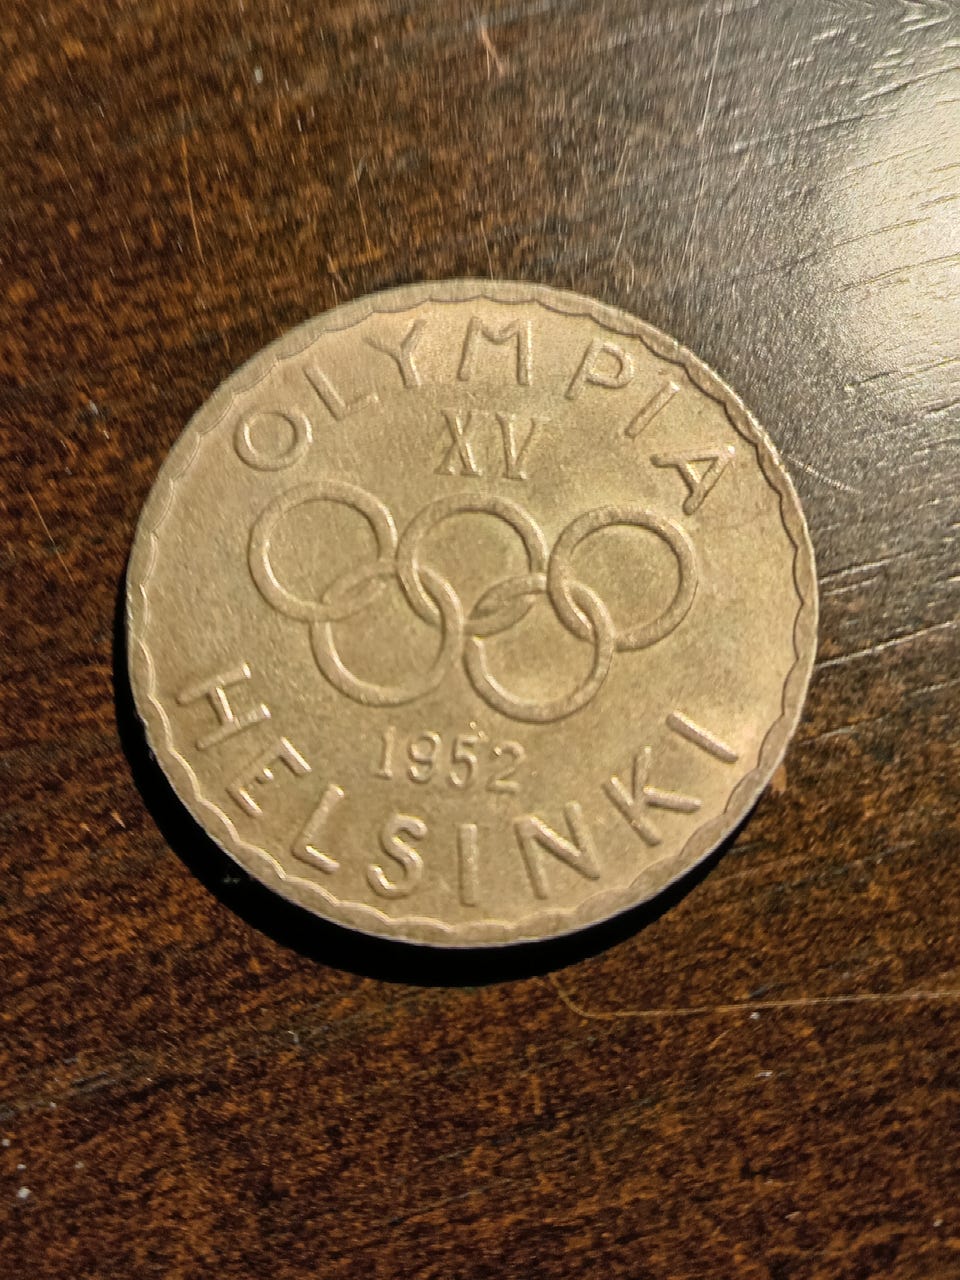 OLYMPIA
XV
1952
HELSINKI